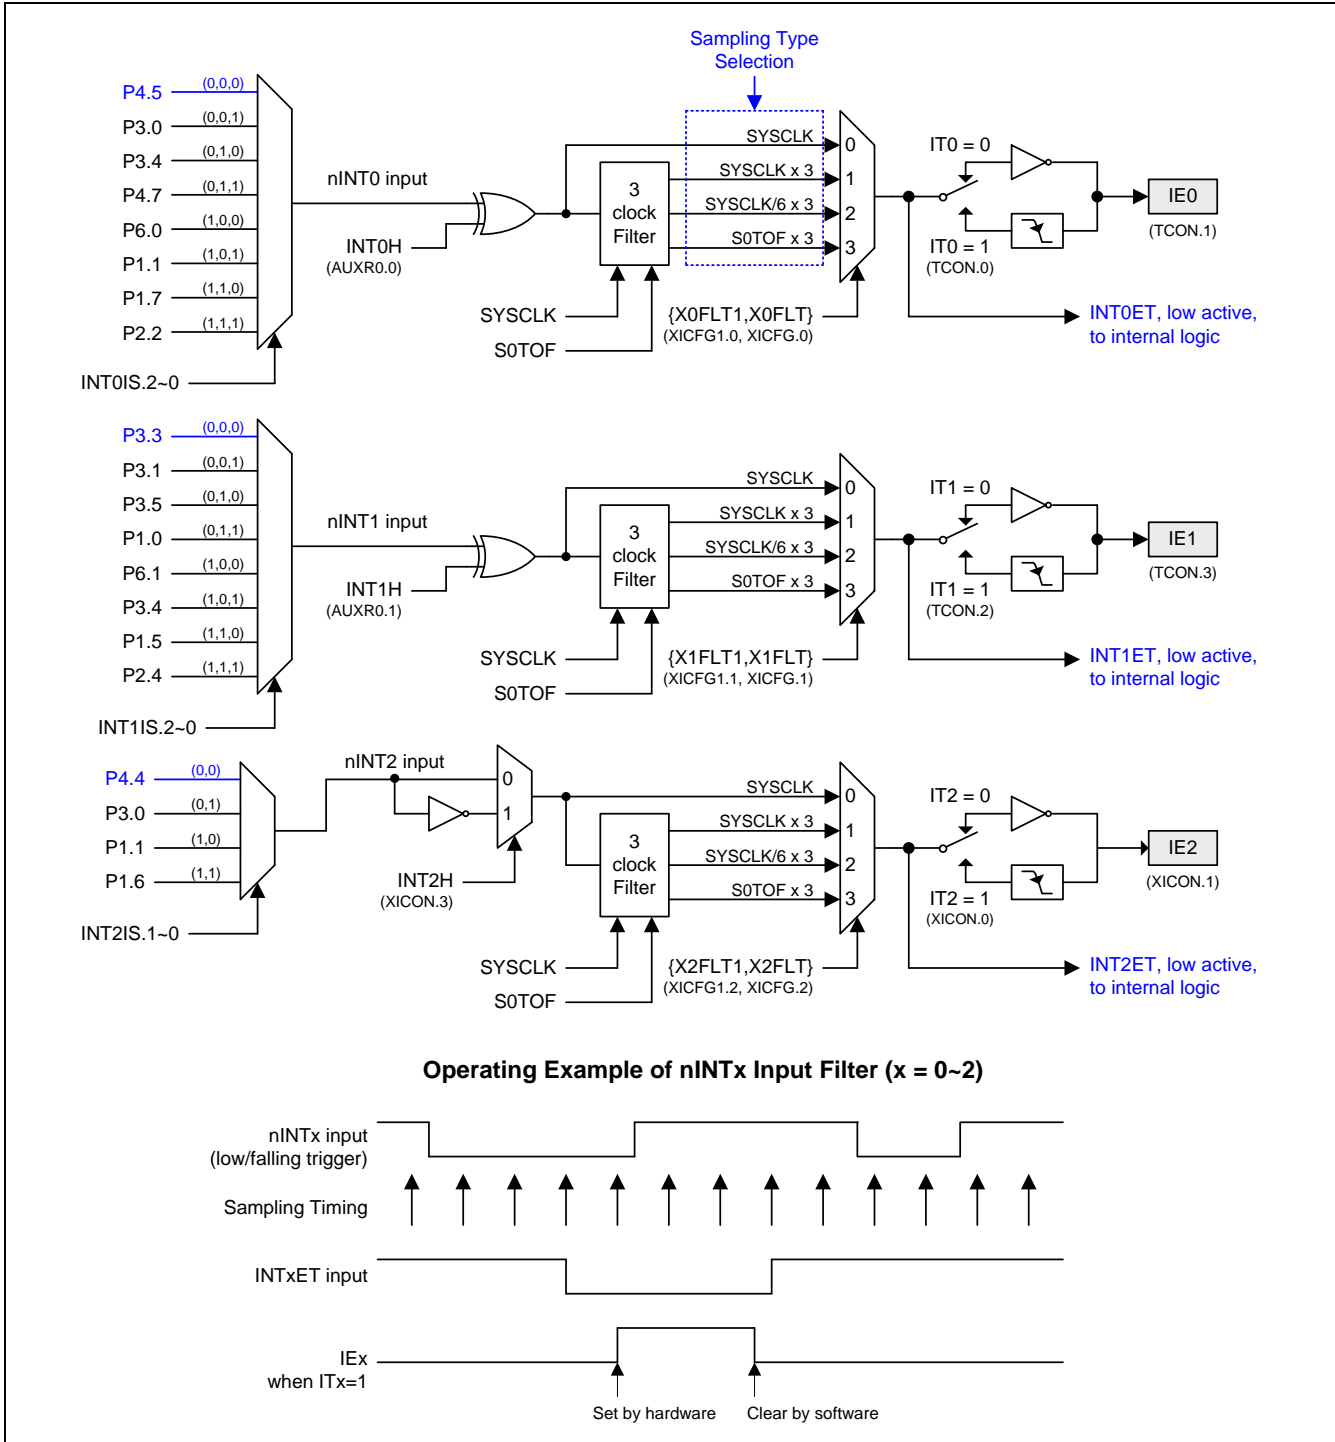 Sampling Type
Selection
P4.5 (0,0,0)
P3.0 (0,0,1)
P3.4 (0,1,0)
P4.7 (0,1,1)
P6.0 (1,0,0)
P1.1 (1,0,1)
P1.7 (1,1,0)
P2.2 (1,1,1)
INT0IS.2~0
nINT0 input
INT0H
(AUXR0.0)
3
clock
Filter
SYSCLK
S0TOF
SYSCLK 0
SYSCLK x 3 1
SYSCLK/6 x 3 2
S0TOF x 3 3
{X0FLT1,X0FLT}
(XICFG1.0, XICFG.0)
IT0 = 0
IT0 = 1
(TCON.0)
IE0
(TCON.1)
INT0ET, low active,
to internal logic
P3.3 (0,0,0)
P3.1 (0,0,1)
P3.5 (0,1,0)
P1.0 (0,1,1)
P6.1 (1,0,0)
P3.4 (1,0,1)
P1.5 (1,1,0)
P2.4 (1,1,1)
INT1IS.2~0
nINT1 input
INT1H
(AUXR0.1)
3
clock
Filter
SYSCLK
S0TOF
SYSCLK 0
SYSCLK x 3 1
SYSCLK/6 x 3 2
S0TOF x 3 3
{X1FLT1,X1FLT}
(XICFG1.1, XICFG.1)
IT1 = 0
IT1 = 1
(TCON.2)
IE1
(TCON.3)
INT1ET, low active,
to internal logic
P4.4 (0,0)
P3.0 (0,1)
P1.1 (1,0)
P1.6 (1,1)
INT2IS.1~0
nINT2 input
0
1
INT2H
(XICON.3)
3
clock
Filter
SYSCLK
S0TOF
SYSCLK 0
SYSCLK x 3 1
SYSCLK/6 x 3 2
S0TOF x 3 3
{X2FLT1,X2FLT}
(XICFG1.2, XICFG.2)
IT2 = 0
IT2 = 1
(XICON.0)
IE2
(XICON.1)
INT2ET, low active,
to internal logic
Operating Example of nINTx Input Filter (x = 0~2)
nINTx input
(low/falling trigger)
Sampling Timing
INTxET input
IEx
when ITx=1
Set by hardware
Clear by software